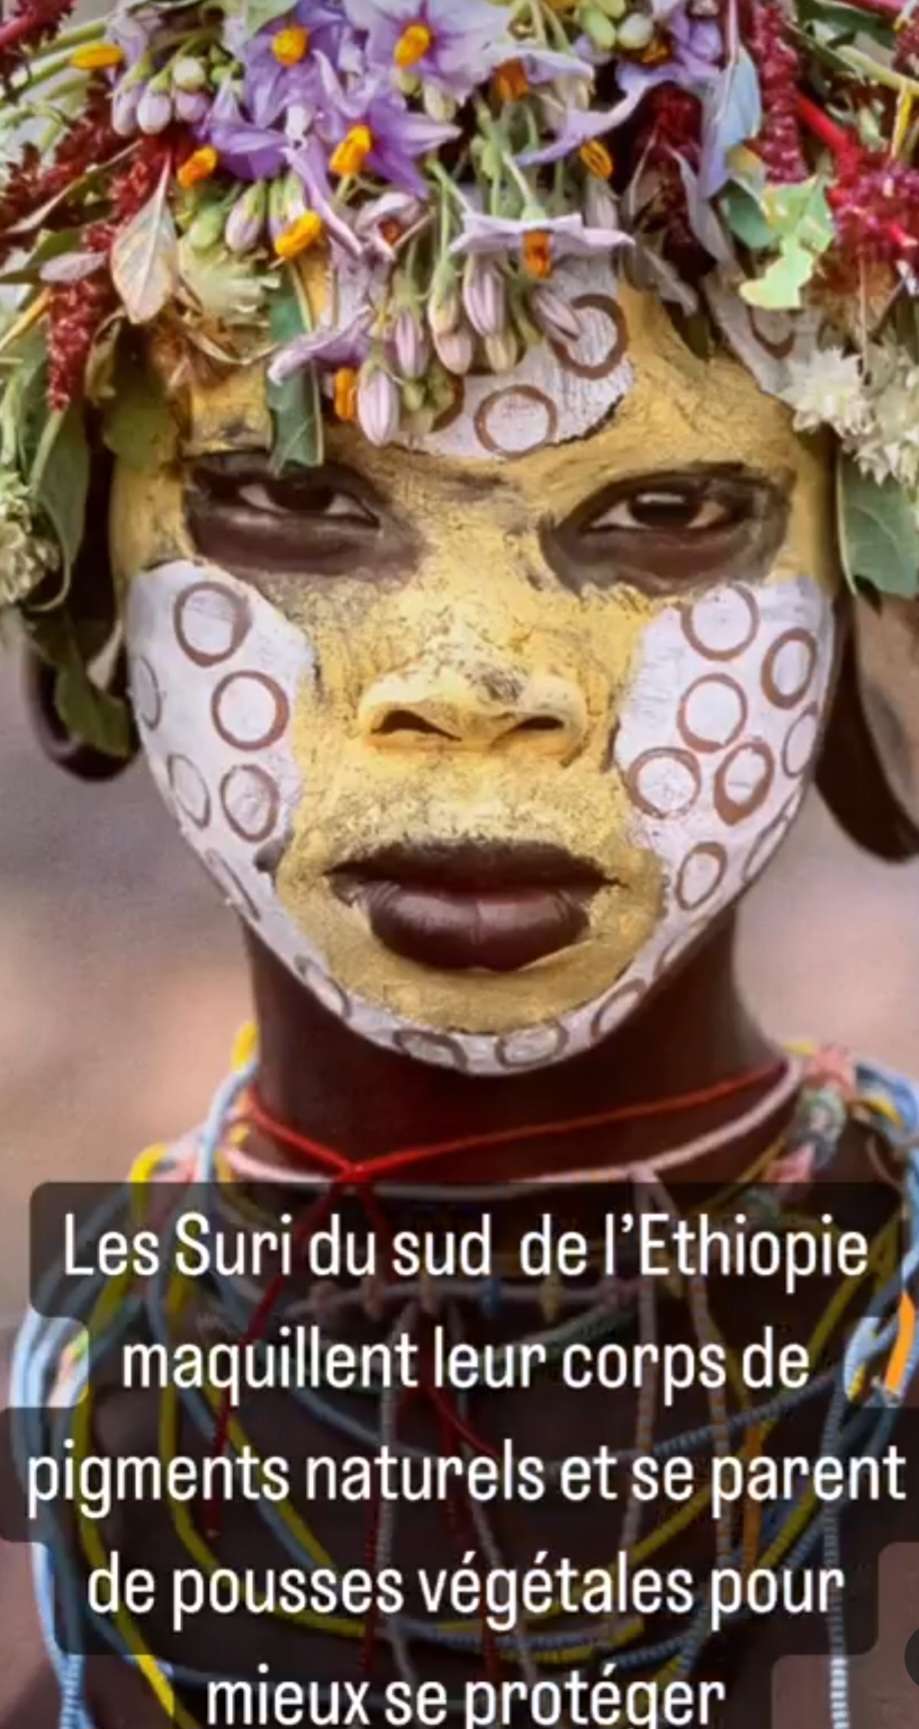 Les Suri du sud  de l’Ethiopie
maquillent leur corps de
pigments naturels et se parent
de pousses végétales pour
mieux se protéger